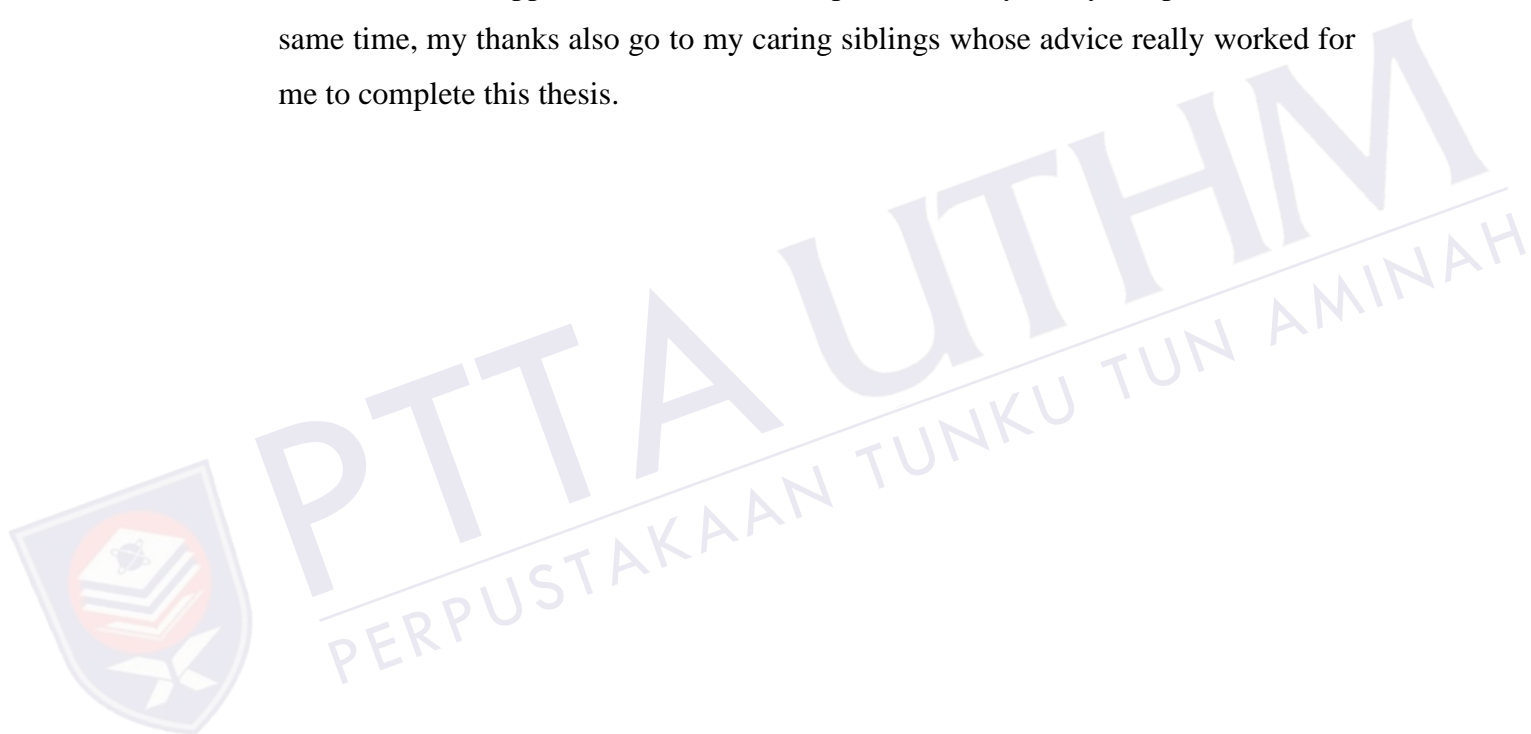 same time, my thanks also go to my caring siblings whose advice really worked for
me to complete this thesis.
PTTA UTHM
PERPUSTAKAAN TUNKU TUN AMINAH